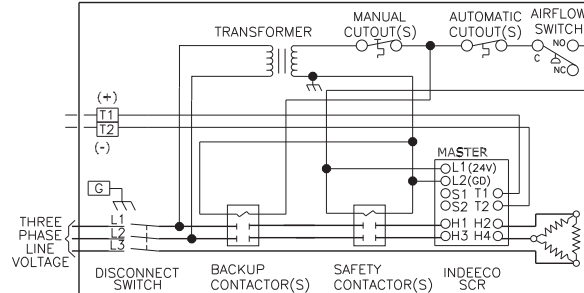 TRANSFORMER
MANUAL
CUTOUT(S)
AUTOMATIC
CUTOUT(S)
AIRFLOW
SWITCH
NO
C
NC
(+)
T1
T2
(-)
G
MASTER
L1 (24V)
L2 (GD)
S1 T1
S2 T2
H1 H2
H3 H4
THREE
PHASE
LINE
VOLTAGE
L1
L2
L3
DISCONNECT
SWITCH
BACKUP
CONTACTOR(S)
SAFETY
CONTACTOR(S)
INDEECO
SCR